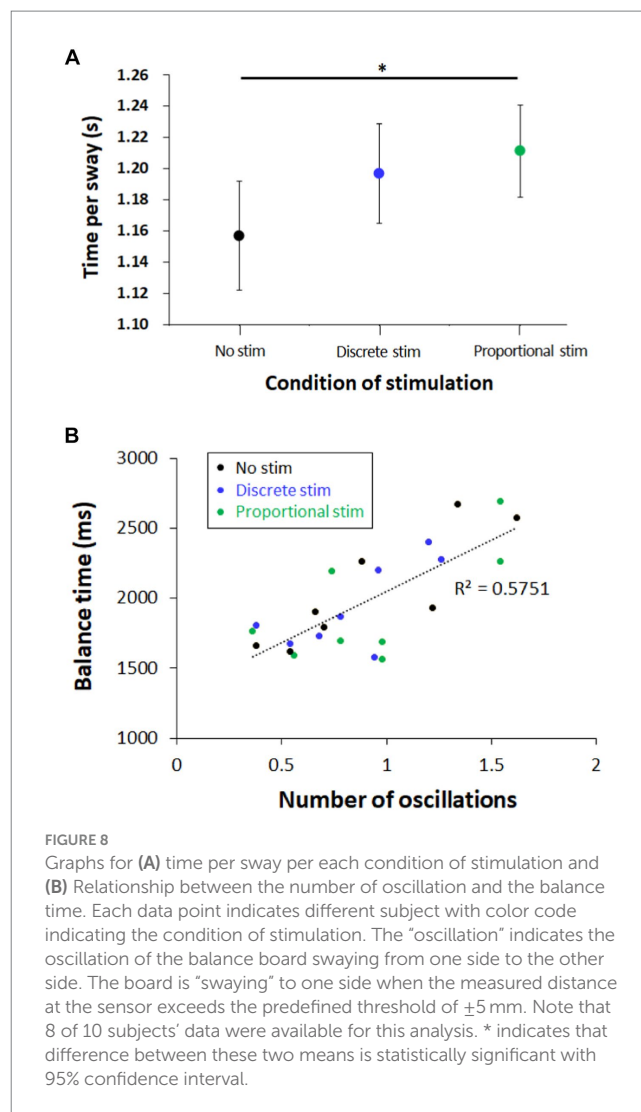 A
*
1.26
1.24
1.22
1.20
1.18
1.16
1.14
1.12
1.10
Time per sway (s)
No stim
Discrete stim
Proportional stim
Condition of stimulation
B
3000
2500
2000
1500
1000
Balance time (ms)
No stim
Discrete stim
Proportional stim
R² = 0.5751
0
0.5
1
1.5
2
Number of oscillations
FIGURE 8
Graphs for (A) time per sway per each condition of stimulation and
(B) Relationship between the number of oscillation and the balance
time. Each data point indicates different subject with color code
indicating the condition of stimulation. The “oscillation” indicates the
oscillation of the balance board swaying from one side to the other
side. The board is “swaying” to one side when the measured distance
at the sensor exceeds the predefined threshold of ±5 mm. Note that
8 of 10 subjects’ data were available for this analysis. * indicates that
difference between these two means is statistically significant with
95% confidence interval.